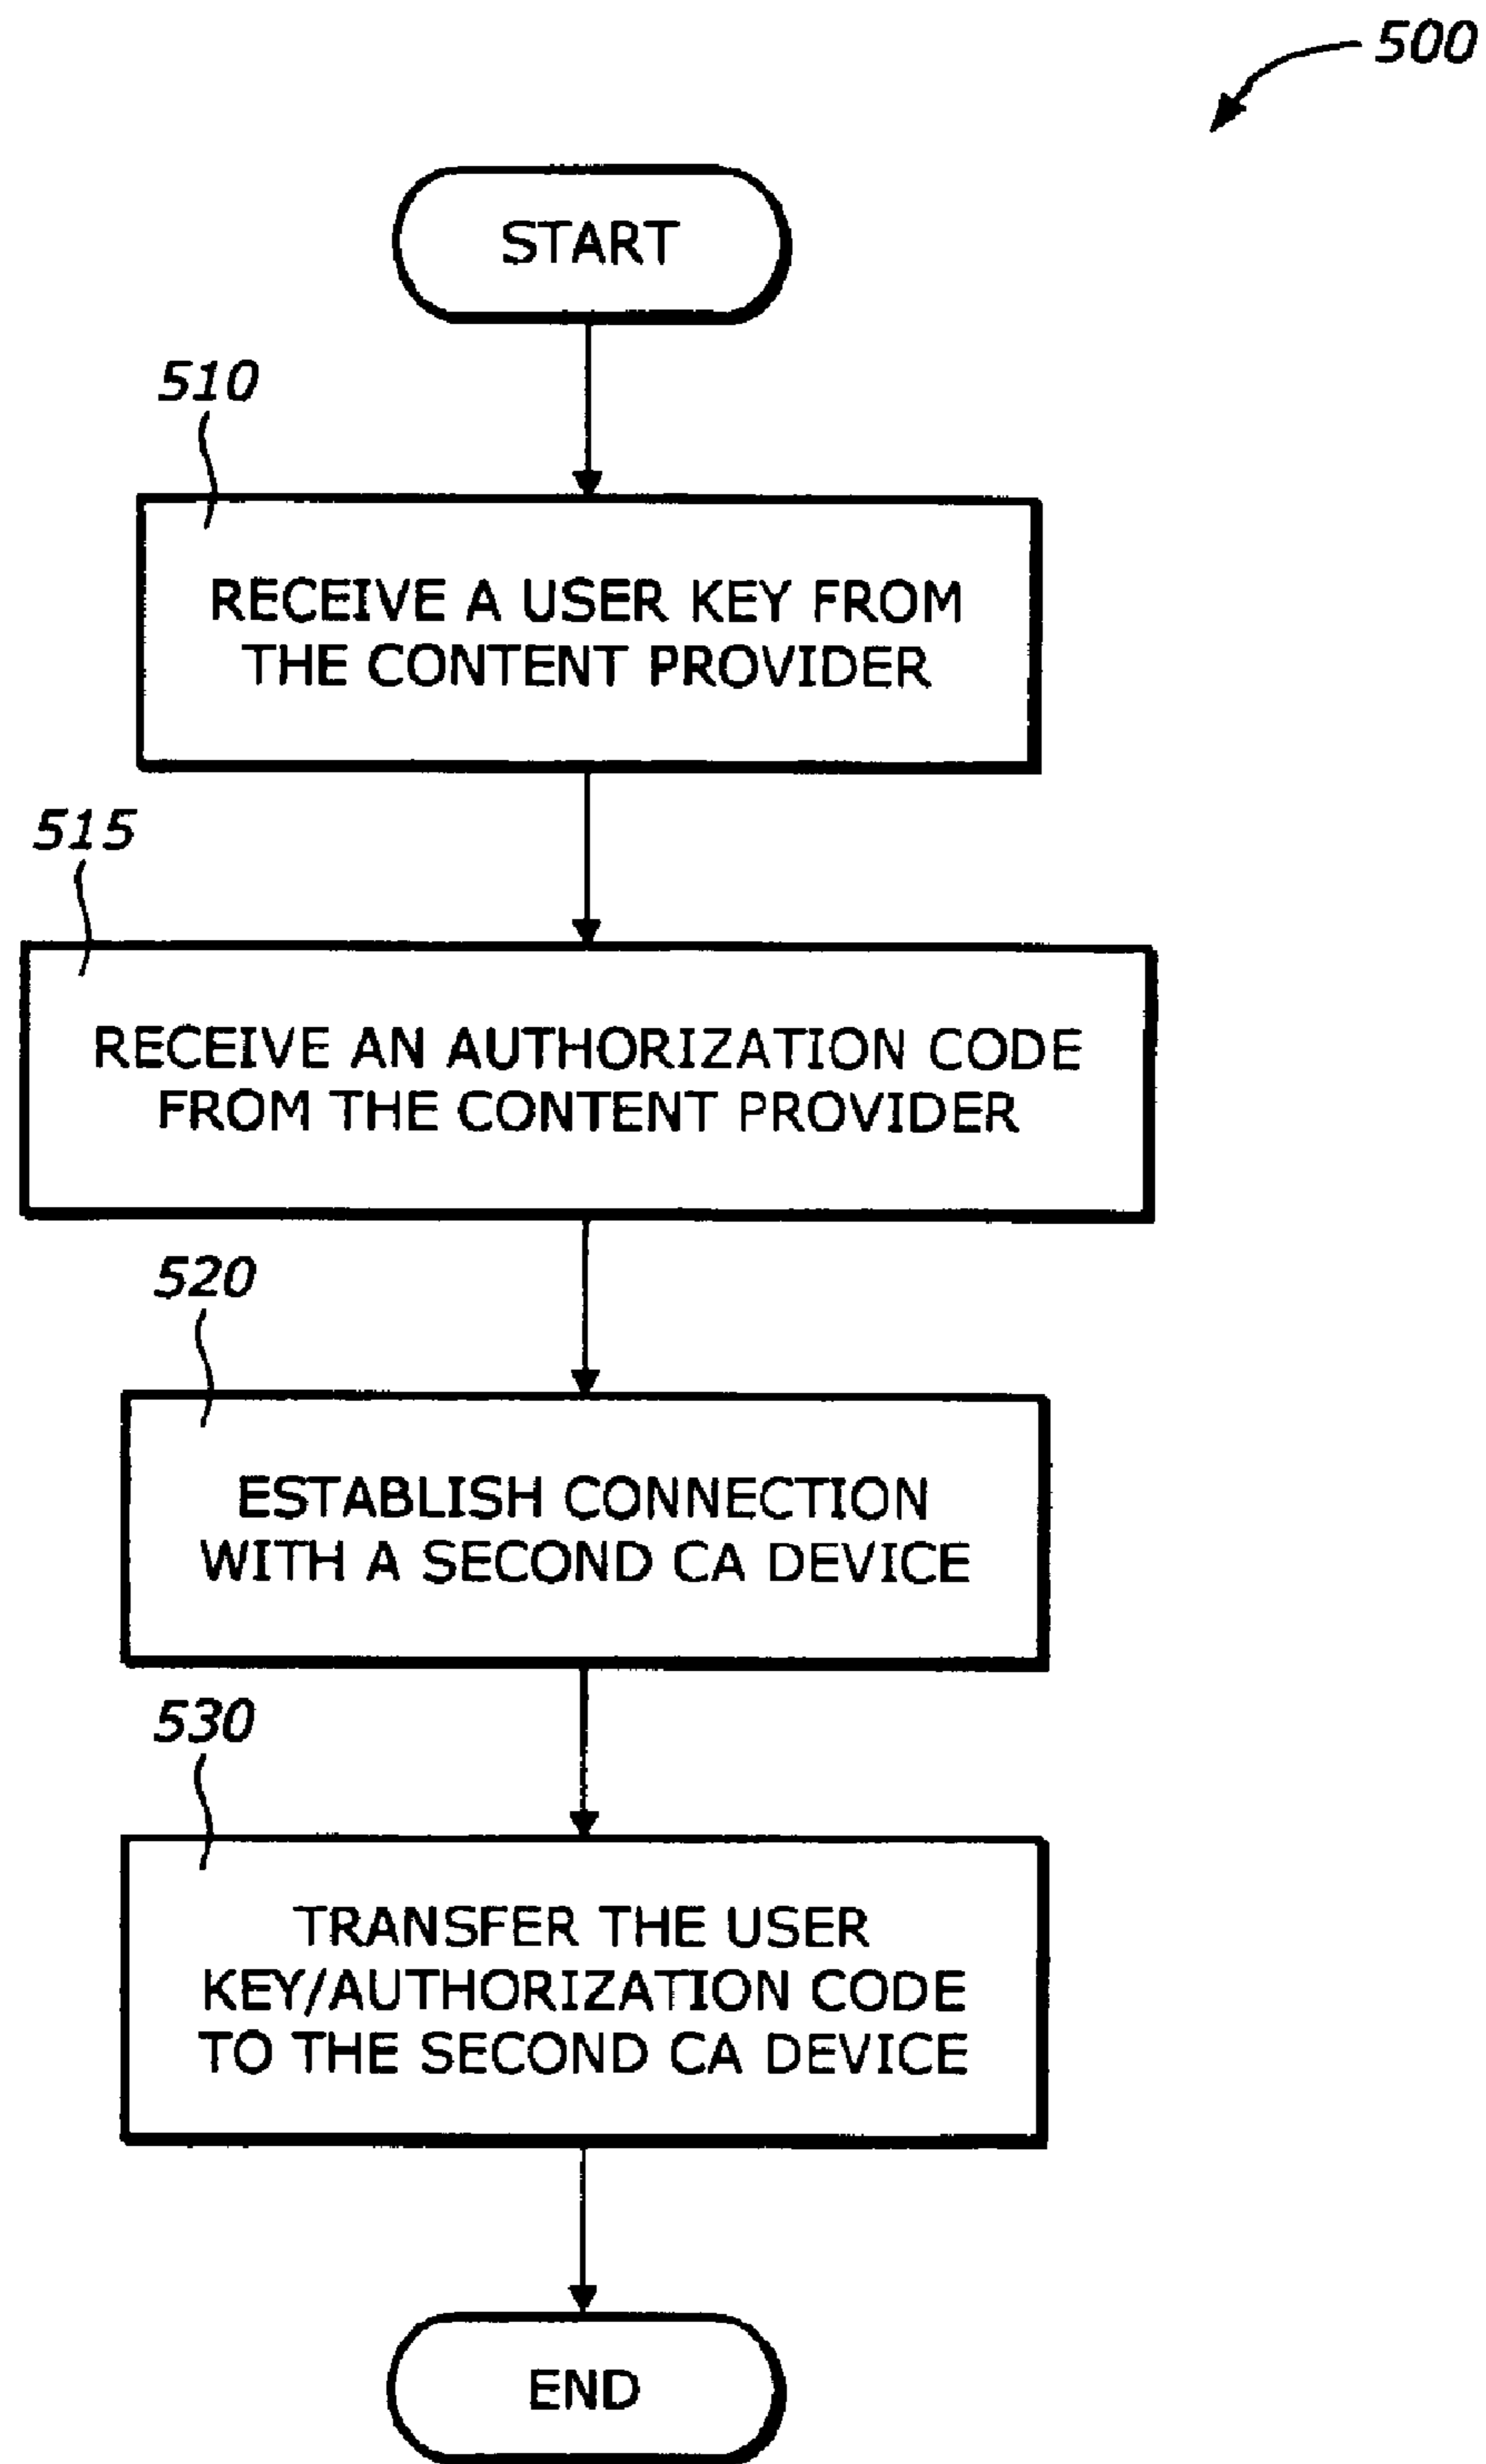 500
START
510
RECEIVE A USER KEY FROM
THE CONTENT PROVIDER
515
RECEIVE AN AUTHORIZATION CODE
FROM THE CONTENT PROVIDER
520
ESTABLISH CONNECTION
WITH A SECOND CA DEVICE
530
TRANSFER THE USER
KEY/AUTHORIZATION CODE
TO THE SECOND CA DEVICE
END